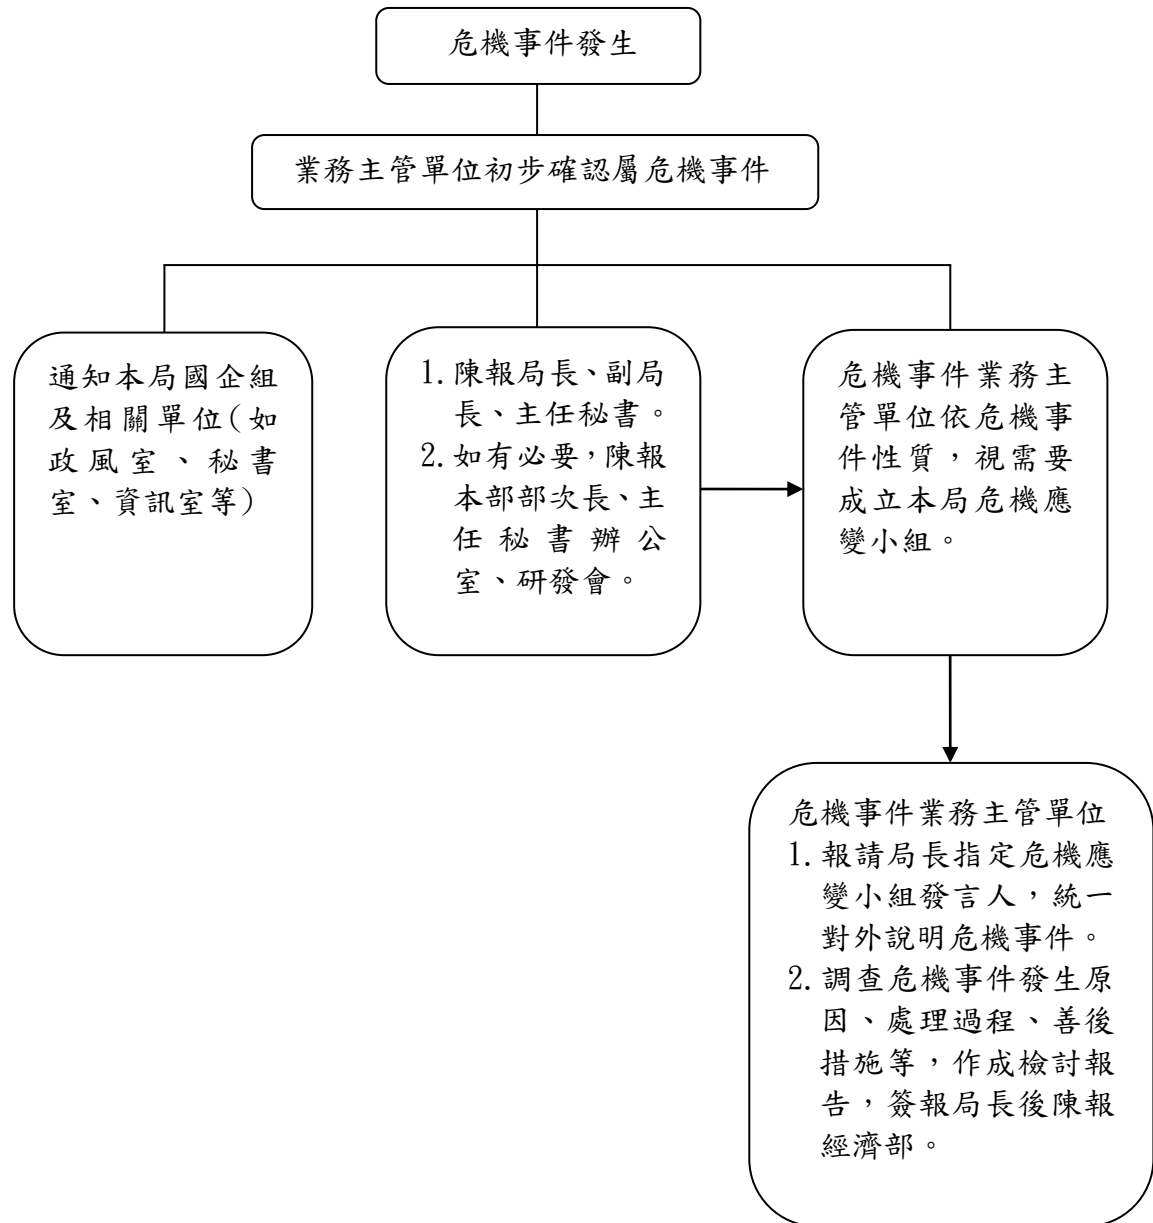 危機事件發生
業務主管單位初步確認屬危機事件
通知本局國企組
及相關單位(如
政風室、秘書
室、資訊室等)
1. 陳報局長、副局
長、主任秘書。
2. 如有必要，陳報
本部部次長、主
任秘書辦公
室、研發會。
危機事件業務主
管單位依危機事
件性質，視需要
成立本局危機應
變小組。
危機事件業務主管單位
1. 報請局長指定危機應
變小組發言人，統一
對外說明危機事件。
2. 調查危機事件發生原
因、處理過程、善後
措施等，作成檢討報
告，簽報局長後陳報
經濟部。